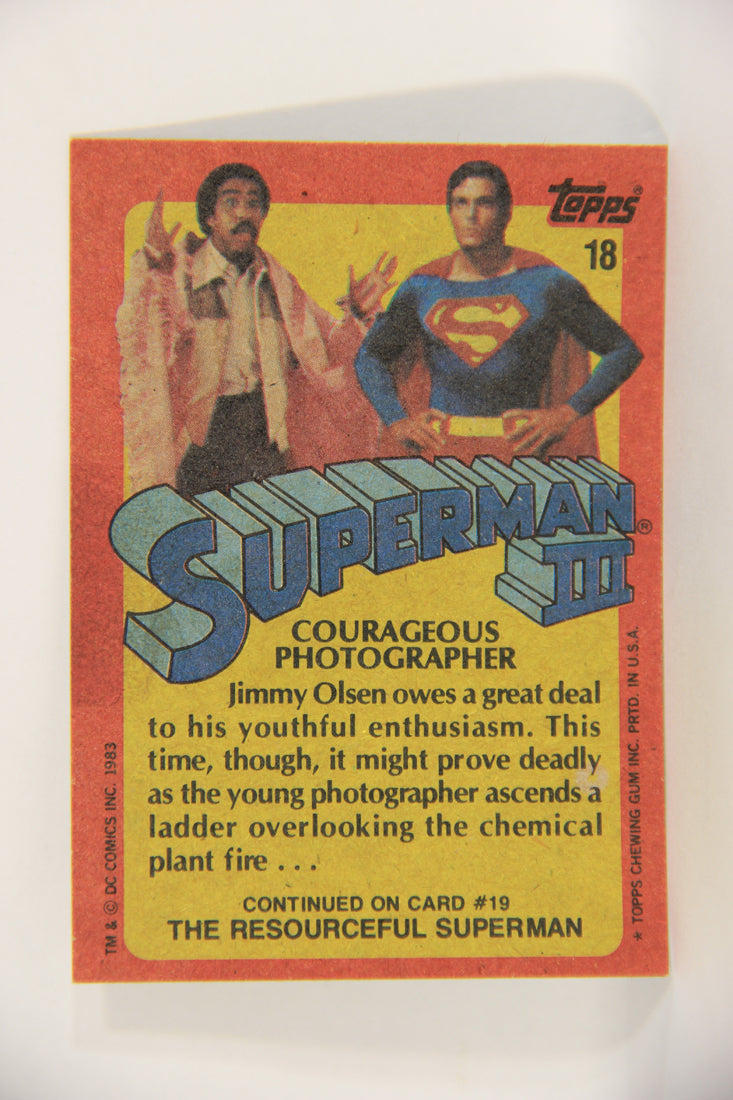 topps®
18
SUPERMAN®
III
COURAGEOUS
PHOTOGRAPHER
Jimmy Olsen owes a great deal
to his youthful enthusiasm. This
time, though, it might prove deadly
as the young photographer ascends a
ladder overlooking the chemical
plant fire . . .
CONTINUED ON CARD #19
THE RESOURCEFUL SUPERMAN
TM & © DC COMICS INC. 1983
* TOPPS CHEWING GUM INC. PRTD. IN U.S.A.